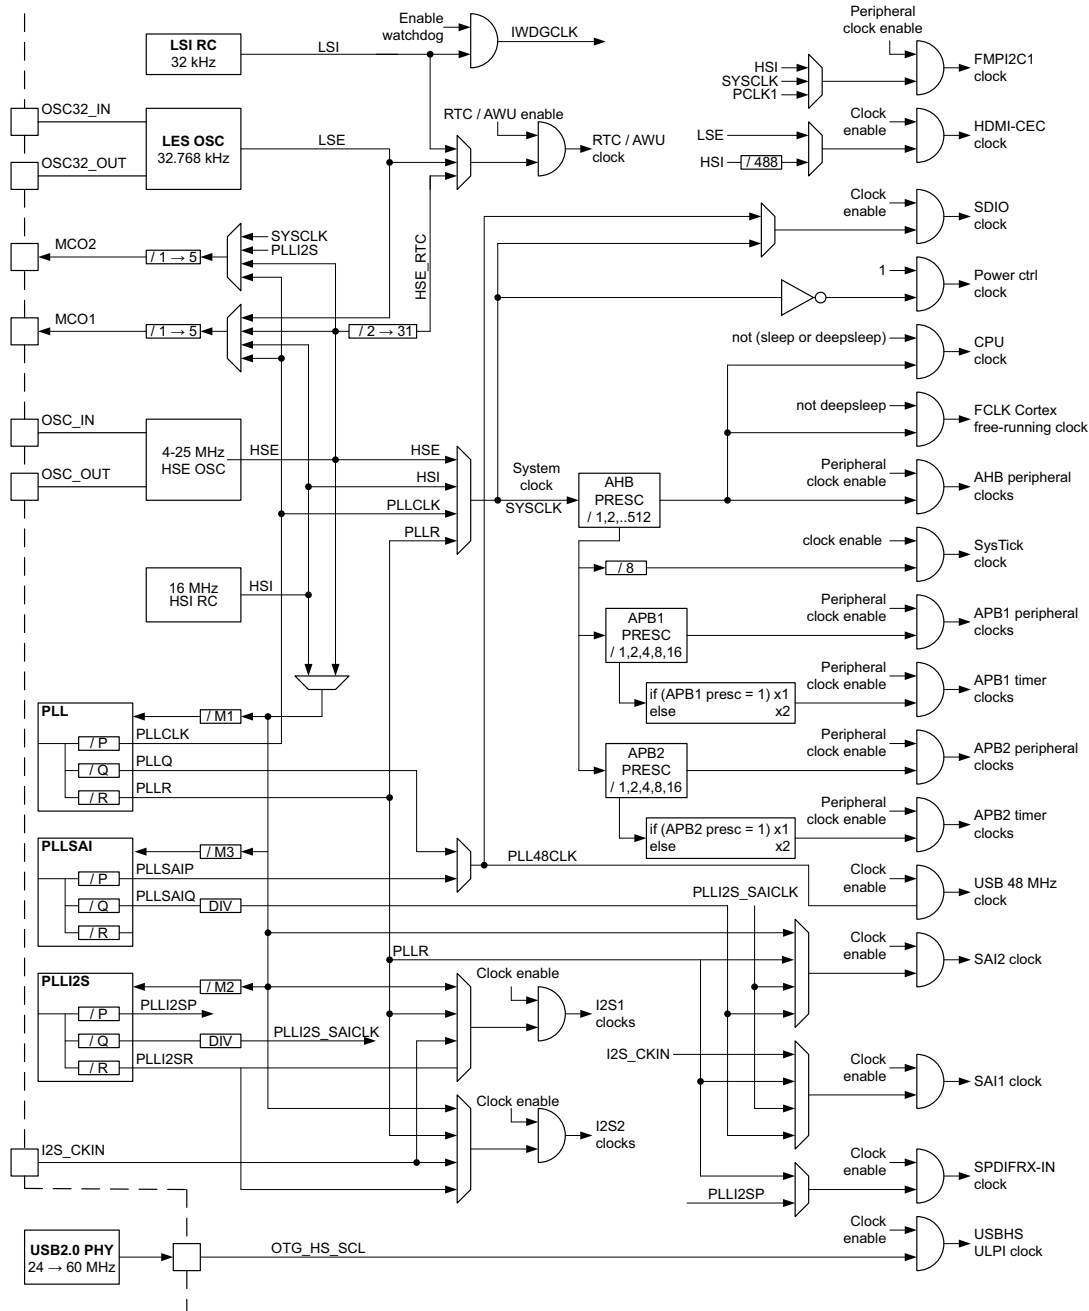 Enable
watchdog
IWDGCLK
LSI RC
32 kHz
LSI
Peripheral
clock enable
HSI
SYSCLK
PCLK1
FMPI2C1
clock
OSC32_IN
LES OSC
32.768 kHz
OSC32_OUT
LSE
RTC / AWU enable
RTC / AWU
clock
LSE
HSI
/ 488
Clock
enable
HDMI-CEC
clock
Clock
enable
SDIO
clock
MCO2
/ 1 → 5
SYSCLK
PLLI2S
HSE_RTC
1
Power ctrl
clock
MCO1
/ 1 → 5
/ 2 → 31
not (sleep or deepsleep)
CPU
clock
OSC_IN
4-25 MHz
HSE OSC
OSC_OUT
HSE
HSE
HSI
PLLCLK
PLLR
System
clock
SYSCLK
AHB
PRESC
/ 1,2,..512
not deepsleep
FCLK Cortex
free-running clock
Peripheral
clock enable
AHB peripheral
clocks
/ 8
clock enable
SysTick
clock
16 MHz
HSI RC
HSI
APB1
PRESC
/ 1,2,4,8,16
Peripheral
clock enable
APB1 peripheral
clocks
if (APB1 presc = 1) x1
else x2
Peripheral
clock enable
APB1 timer
clocks
PLL
/ M1
/ P
PLLCLK
/ Q
PLLQ
/ R
PLLR
APB2
PRESC
/ 1,2,4,8,16
Peripheral
clock enable
APB2 peripheral
clocks
if (APB2 presc = 1) x1
else x2
Peripheral
clock enable
APB2 timer
clocks
PLLSAI
/ M3
/ P
PLLSAIP
/ Q
PLLSAIQ
DIV
/ R
PLL48CLK
Clock
enable
USB 48 MHz
clock
PLLI2S_SAICLK
PLLR
Clock
enable
SAI2 clock
PLLI2S
/ M2
/ P
PLLI2SP
/ Q
DIV
PLLI2S_SAICLK
/ R
PLLI2SR
Clock enable
I2S1
clocks
I2S_CKIN
Clock
enable
SAI1 clock
Clock enable
I2S2
clocks
I2S_CKIN
PLLI2SP
Clock
enable
SPDIFRX-IN
clock
USB2.0 PHY
24 → 60 MHz
OTG_HS_SCL
Clock
enable
USBHS
ULPI clock